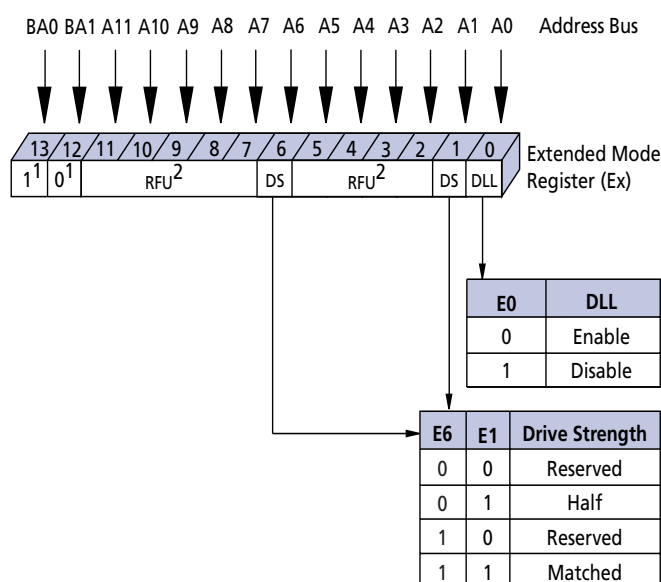 BA0 BA1 A11 A10 A9 A8 A7 A6 A5 A4 A3 A2 A1 A0 Address Bus
13 12 11 10 9 8 7 6 5 4 3 2 1 0 Extended Mode
1¹ 0¹ RFU² DS RFU² DS DLL Register (Ex)
E0 DLL
0 Enable
1 Disable
E6 E1 Drive Strength
0 0 Reserved
0 1 Half
1 0 Reserved
1 1 Matched